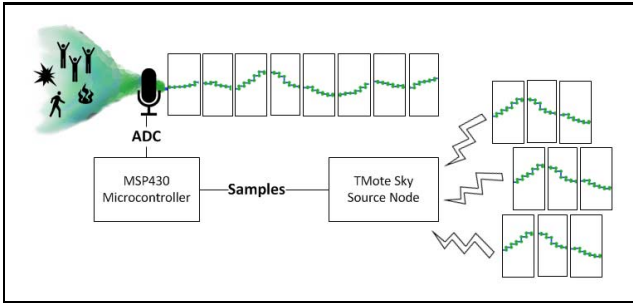 ADC
MSP430
Microcontroller
Samples
TMote Sky
Source Node